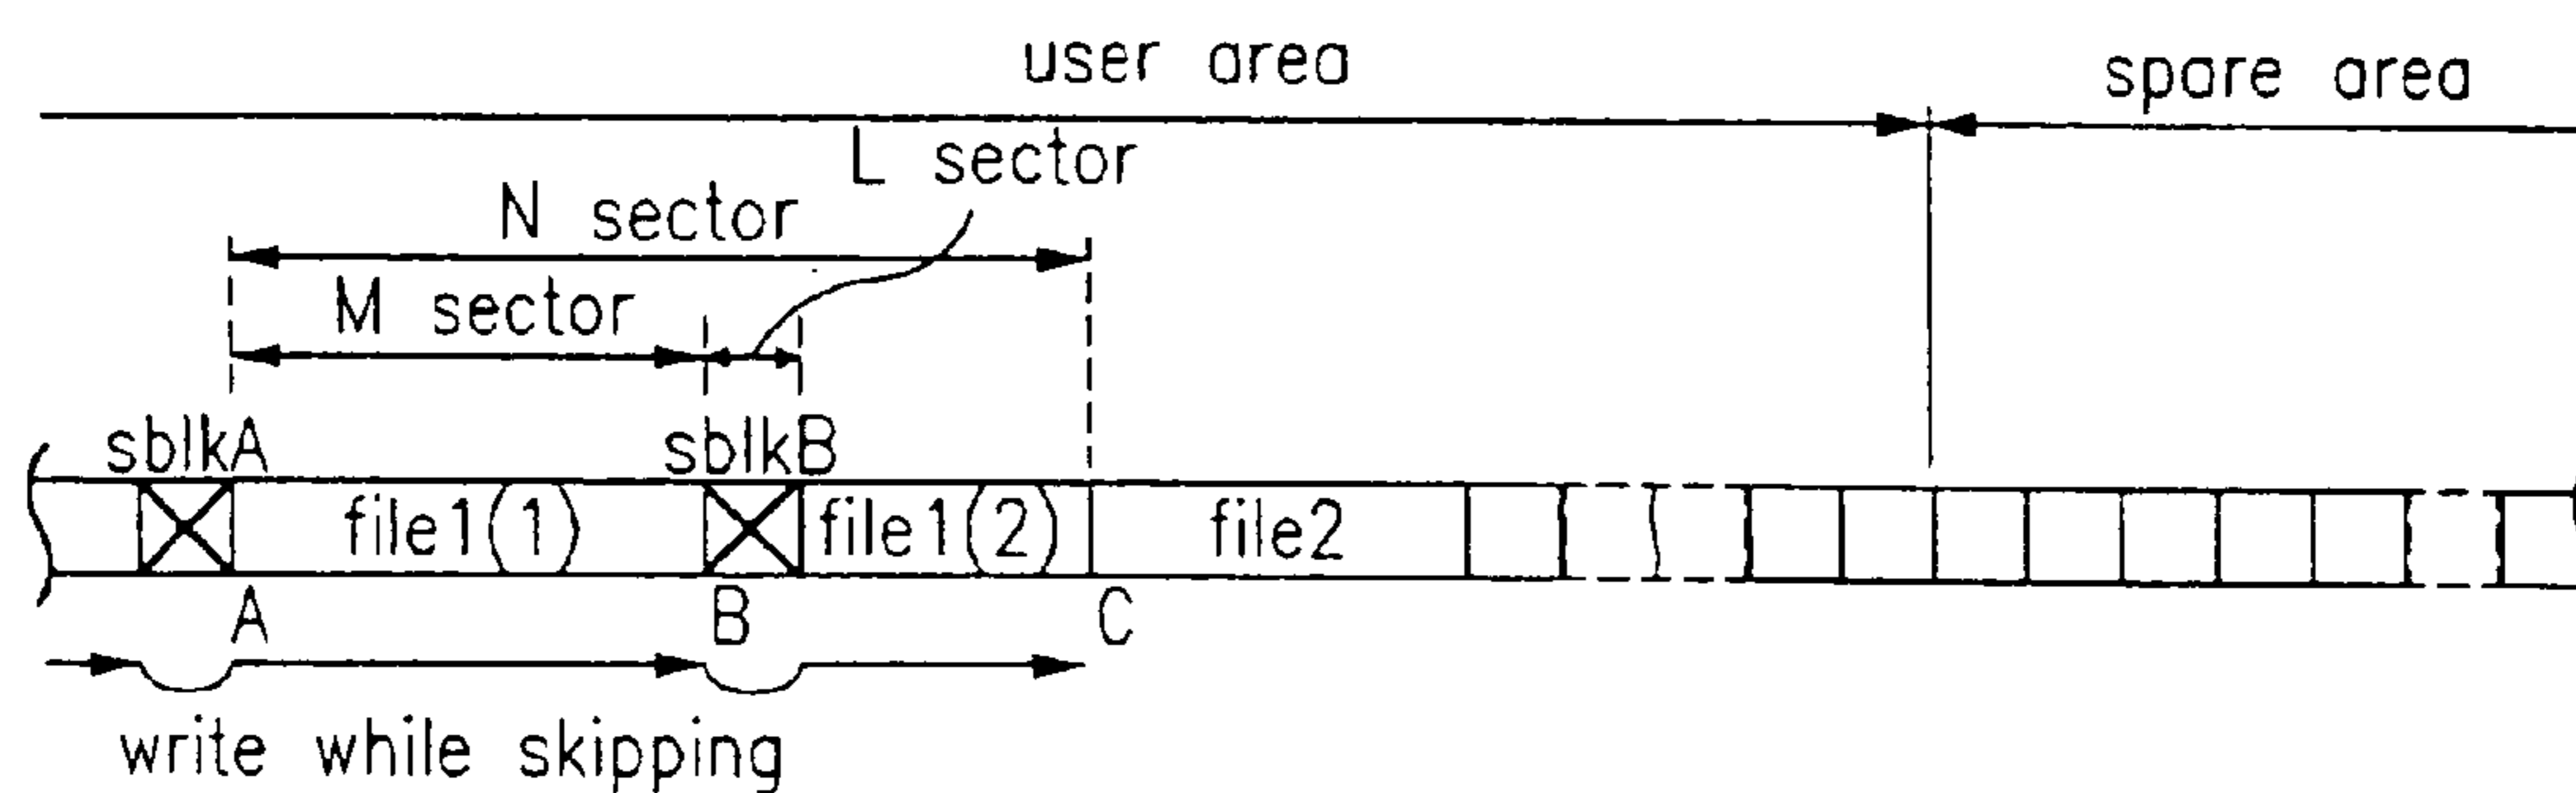 user area
spare area
L sector
N sector
M sector
sblkA sblkB
file1(1) file1(2) file2
A B C
write while skipping